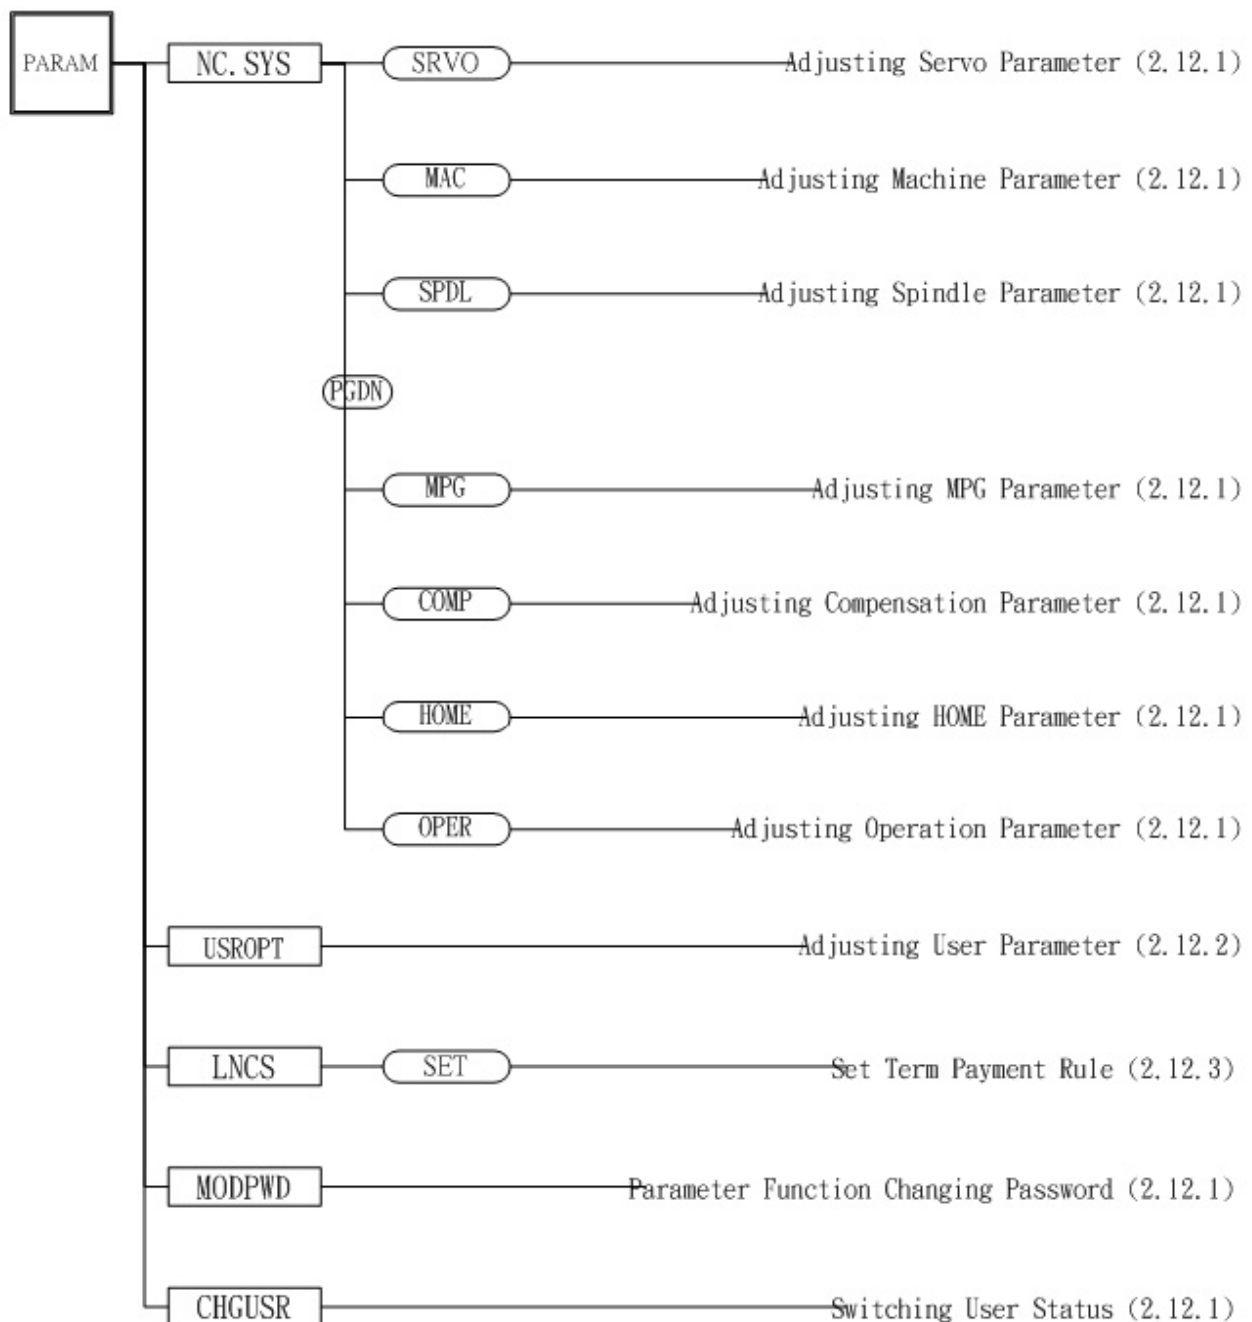 PARAM NC.SYS SRVO Adjusting Servo Parameter (2.12.1)
MAC Adjusting Machine Parameter (2.12.1)
SPDL Adjusting Spindle Parameter (2.12.1)
PGDN
MPG Adjusting MPG Parameter (2.12.1)
COMP Adjusting Compensation Parameter (2.12.1)
HOME Adjusting HOME Parameter (2.12.1)
OPER Adjusting Operation Parameter (2.12.1)
USROPT Adjusting User Parameter (2.12.2)
LNCS SET Set Term Payment Rule (2.12.3)
MODPWD Parameter Function Changing Password (2.12.1)
CHGUSR Switching User Status (2.12.1)